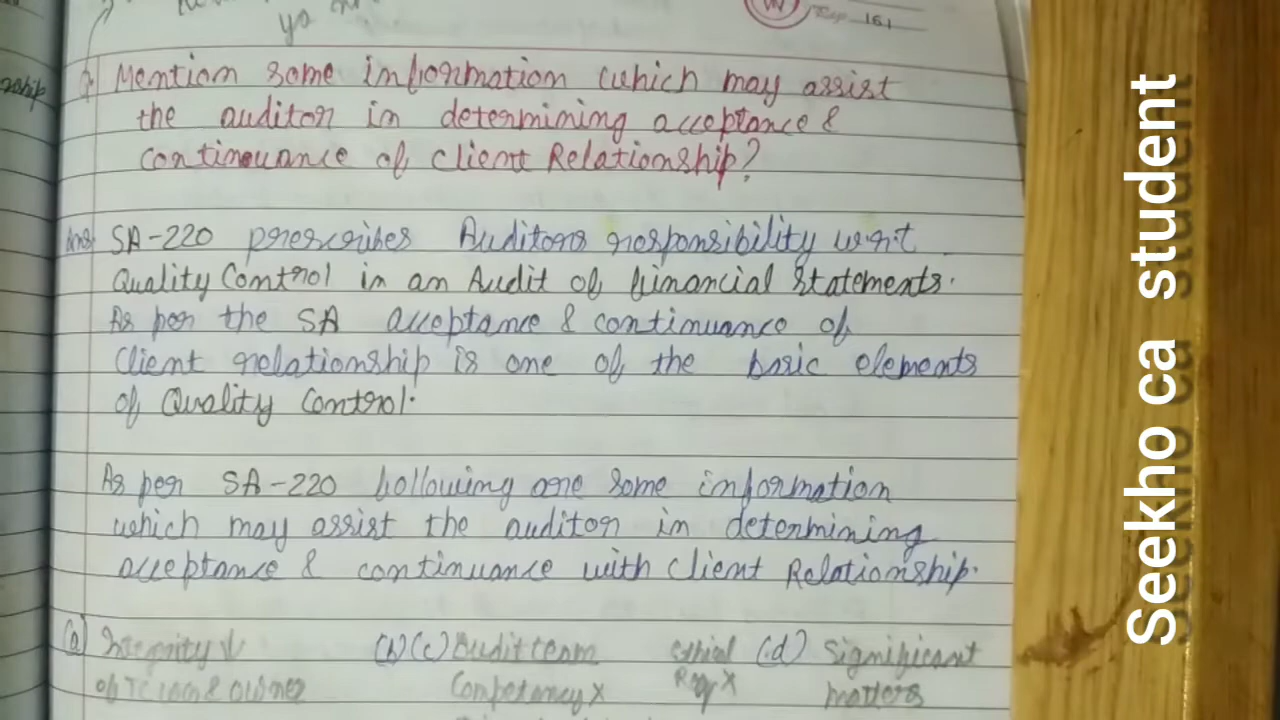 161
Q. Mention some information which may assist
the auditor in determining acceptance &
continuance of client Relationship?
Ans SA-220 prescribes Auditors responsibility w.r.t
Quality Control in an Audit of financial statements.
As per the SA acceptance & continuance of
client relationship is one of the basic elements
of Quality Control.
As per SA-220 following are some information
which may assist the auditor in determining
acceptance & continuance with client Relationship.
(a) Integrity ↓ (b) (c) Audit team Ethical (d) Significant
of & owner Competency X X matters
Seekho ca student